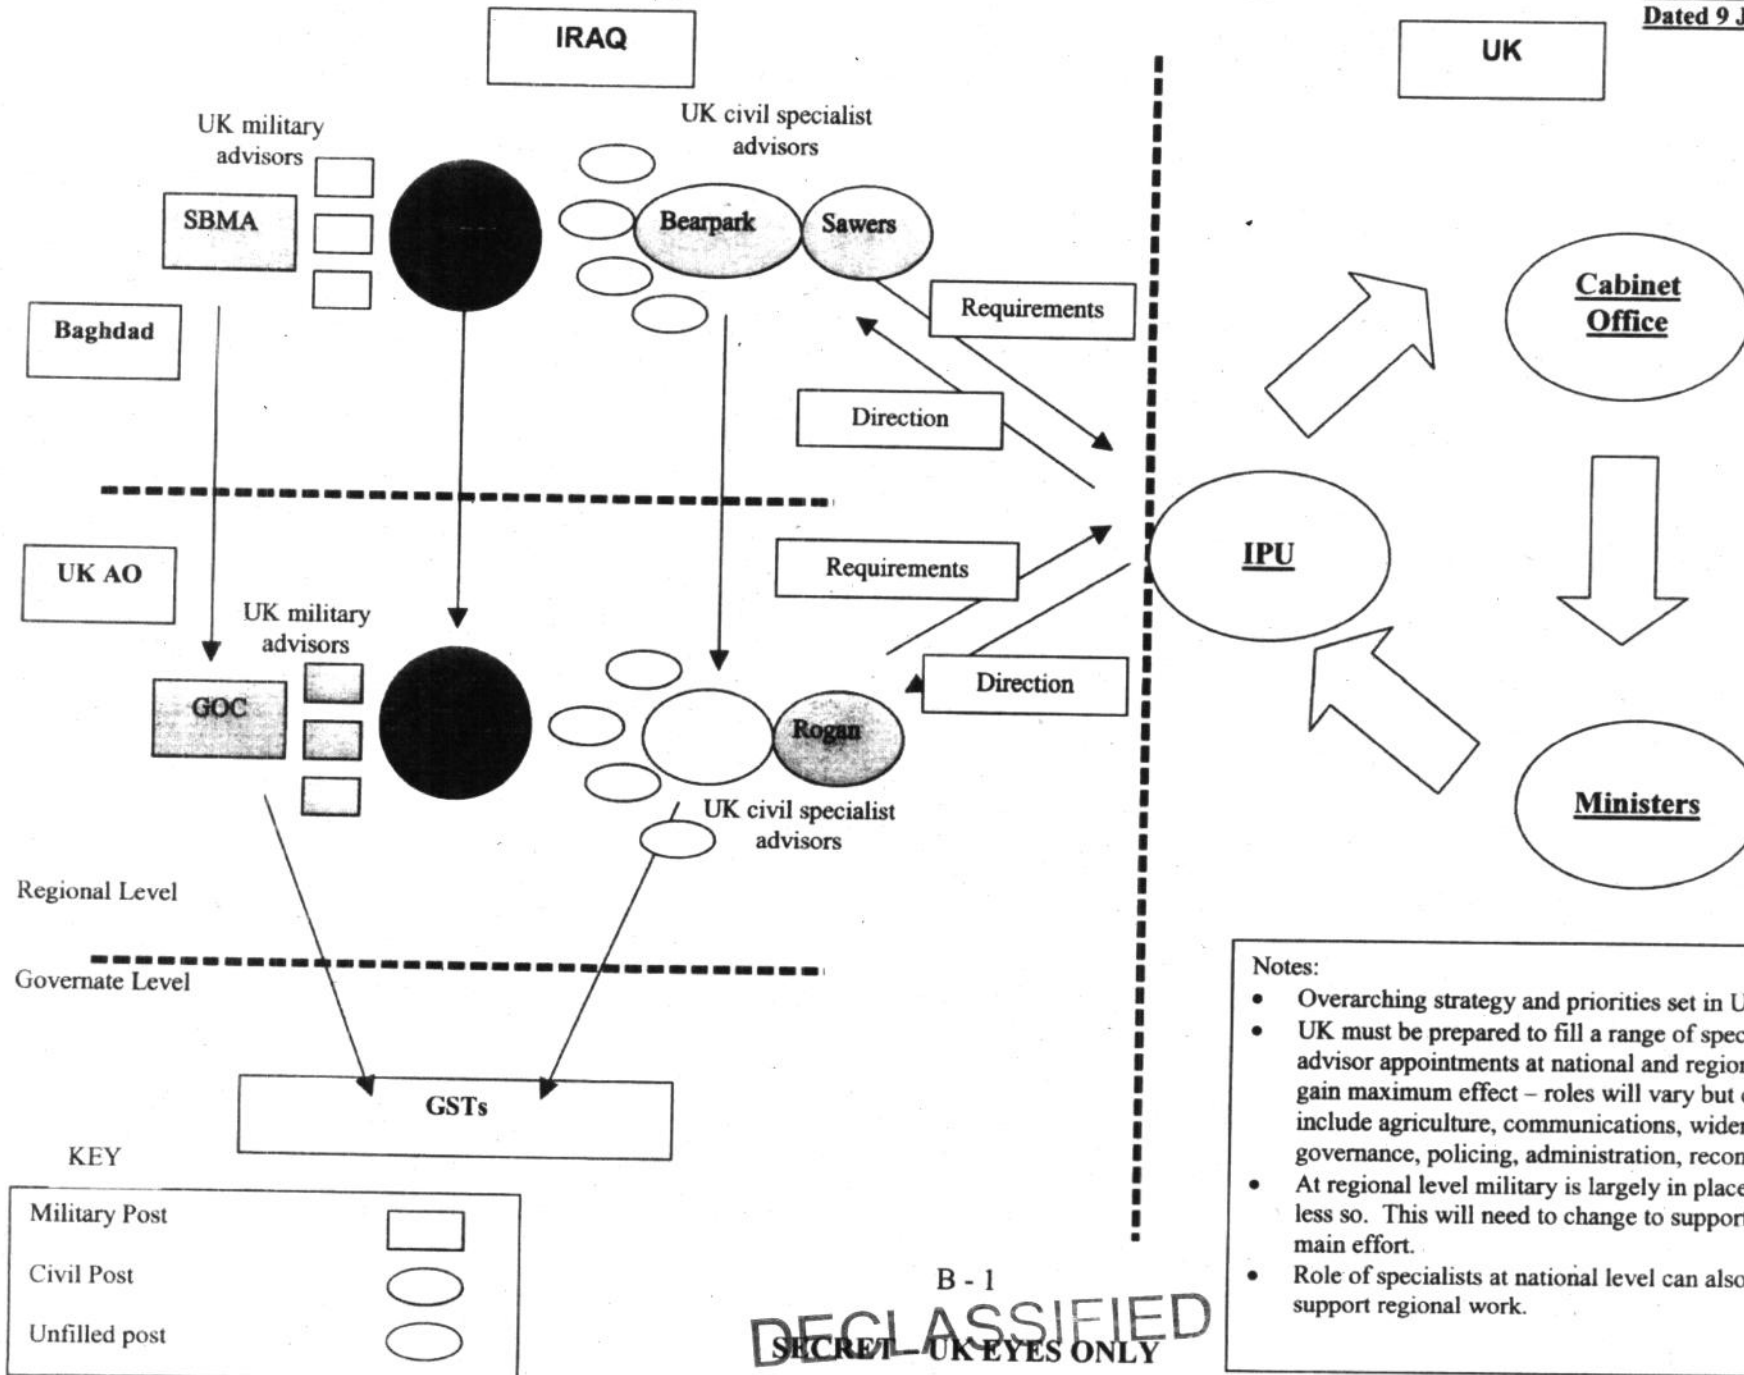 Dated 9 J
IRAQ
UK
UK military
advisors
UK civil specialist
advisors
SBMA
Bearpark
Sawers
Cabinet
Office
Requirements
Baghdad
Direction
UK AO
Requirements
IPU
UK military
advisors
Direction
GOC
Rogan
Ministers
UK civil specialist
advisors
Regional Level
Governate Level
GSTs
Notes:
• Overarching strategy and priorities set in U
• UK must be prepared to fill a range of spec
advisor appointments at national and region
gain maximum effect – roles will vary but
include agriculture, communications, wider
governance, policing, administration, recon
• At regional level military is largely in place
less so. This will need to change to support
main effort.
• Role of specialists at national level can also
support regional work.
KEY
Military Post
Civil Post
Unfilled post
B - 1
DECLASSIFIED
SECRET – UK EYES ONLY